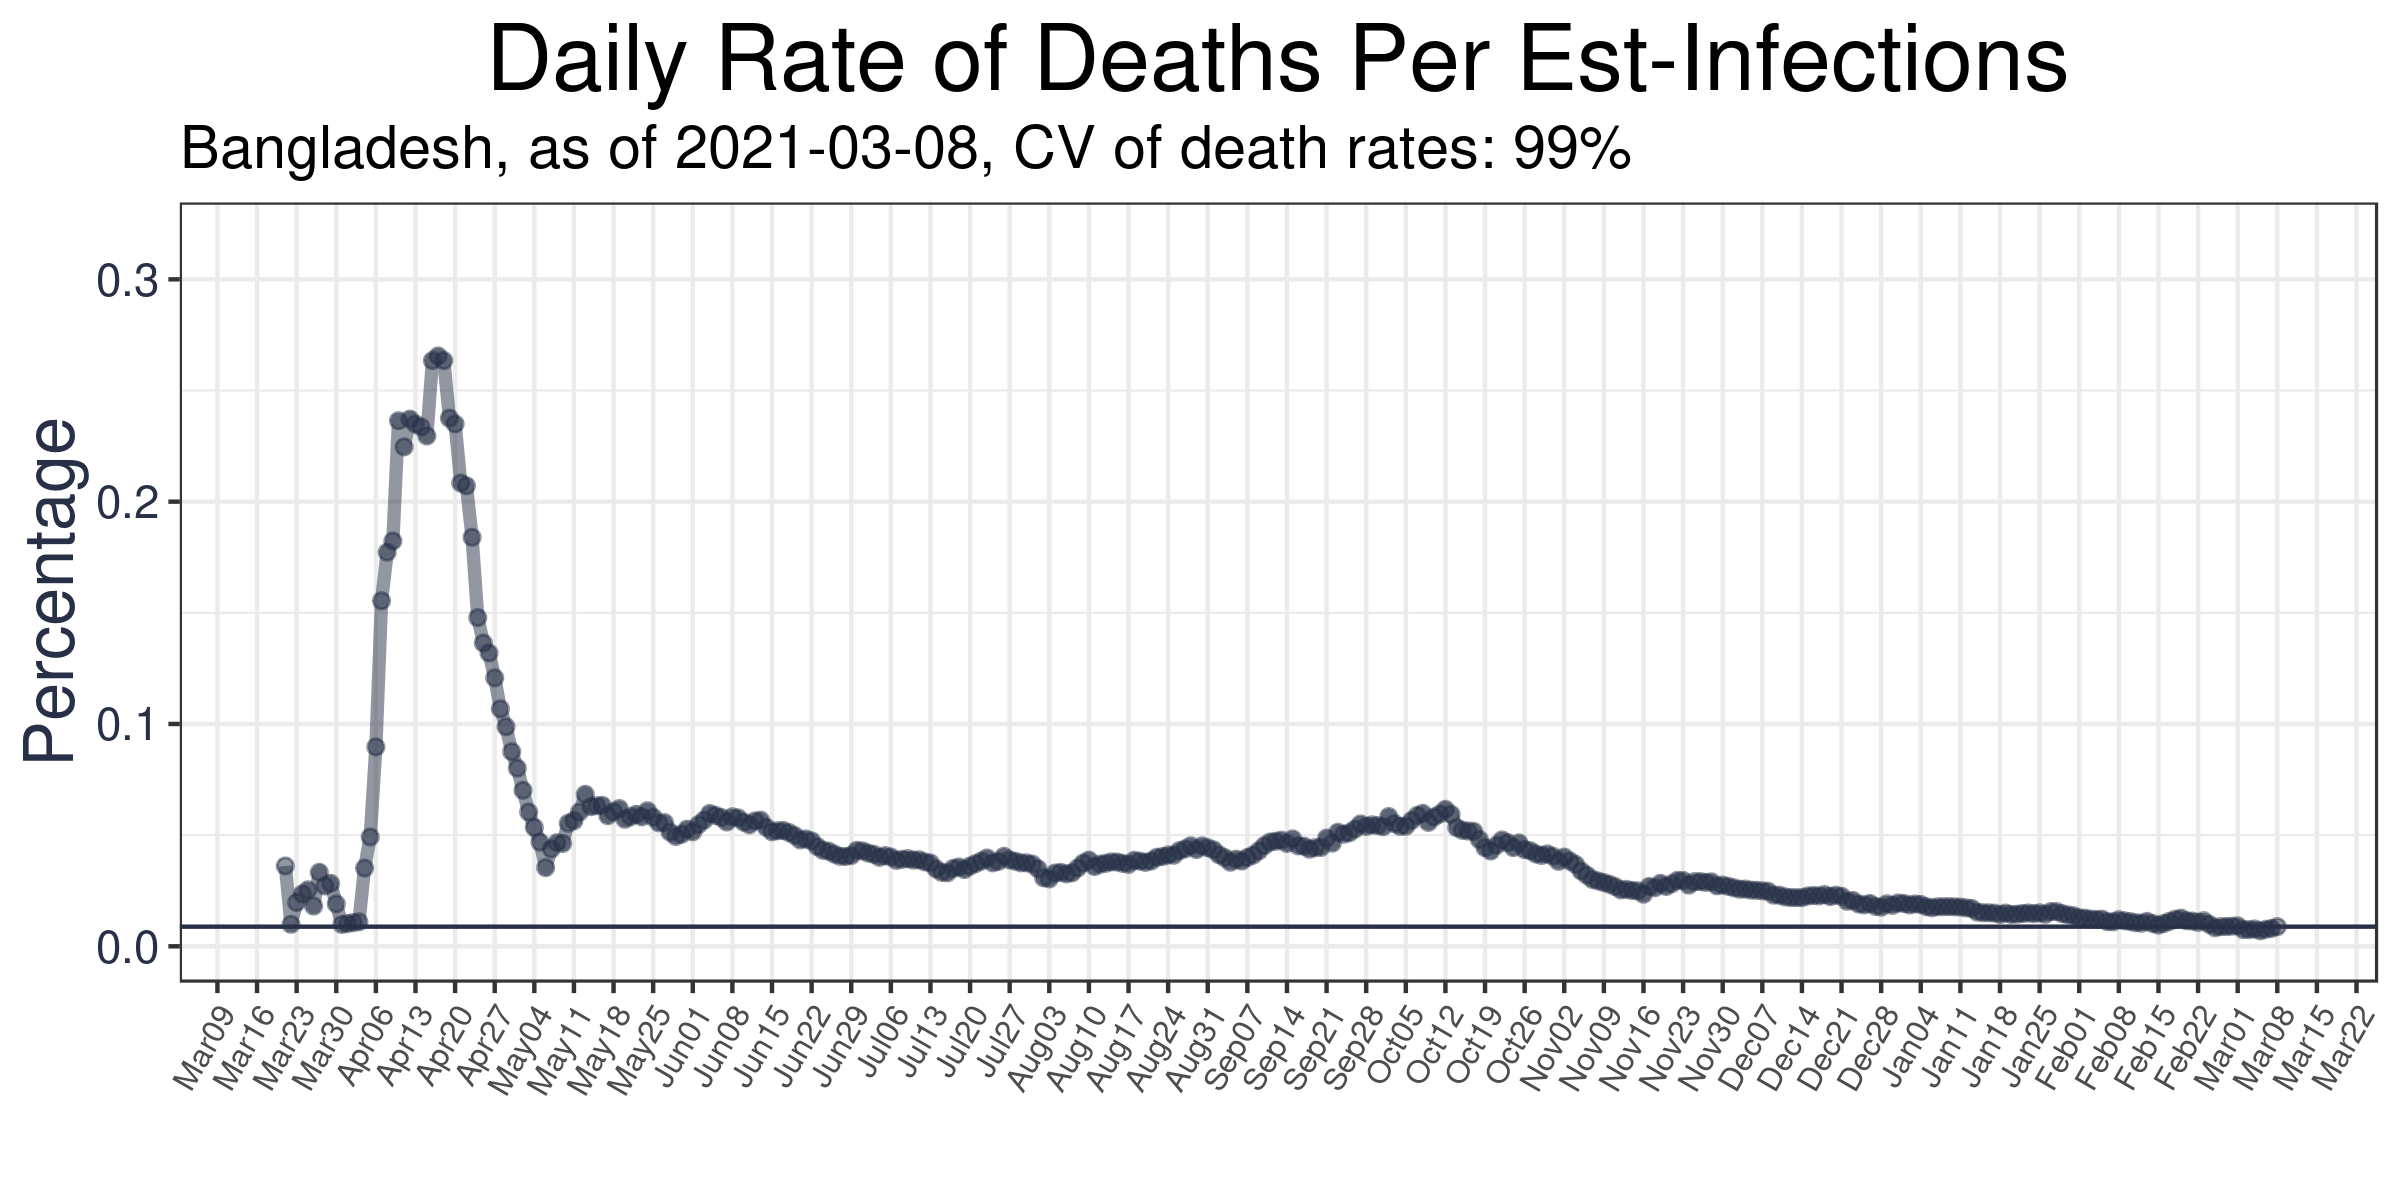 Daily Rate of Deaths Per Est-Infections
Bangladesh, as of 2021-03-08, CV of death rates: 99%
Percentage
0.3
0.2
0.1
0.0
Mar09 Mar16 Mar23 Mar30 Apr06 Apr13 Apr20 Apr27 May04 May11 May18 May25 Jun01 Jun08 Jun15 Jun22 Jun29 Jul06 Jul13 Jul20 Jul27 Aug03 Aug10 Aug17 Aug24 Aug31 Sep07 Sep14 Sep21 Sep28 Oct05 Oct12 Oct19 Oct26 Nov02 Nov09 Nov16 Nov23 Nov30 Dec07 Dec14 Dec21 Dec28 Jan04 Jan11 Jan18 Jan25 Feb01 Feb08 Feb15 Feb22 Mar01 Mar08 Mar15 Mar22